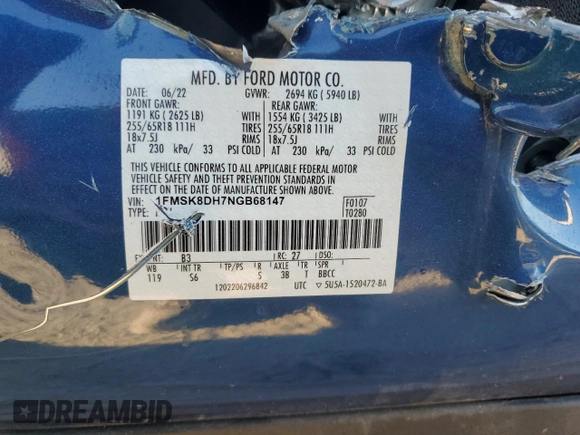 MFD. BY FORD MOTOR CO.
DATE: 06/22 GVWR: 2694 KG ( 5940 LB)
FRONT GAWR: REAR GAWR:
1191 KG ( 2625 LB) WITH 1554 KG ( 3425 LB) WITH
255/65R18 111H TIRES 255/65R18 111H TIRES
18x7.5J RIMS 18x7.5J RIMS
AT 230 kPa/ 33 PSI COLD AT 230 kPa/ 33 PSI COLD
THIS VEHICLE CONFORMS TO ALL APPLICABLE FEDERAL MOTOR
VEHICLE SAFETY STANDARDS AND BUMPER STANDARDS IN
EFFECT ON THE DATE OF MANUFACTURE SHOWN ABOVE.
VIN: 1FMSK8DH7NGB68147 F0107
T0280
B3 RC: 27 DSO:
WB INT TR TP/PS R AXLE TR SPR
119 S6 S 3B T BBCC
1202206296842 UTC ▽ 5U5A-1520472-BA
DREAMBID